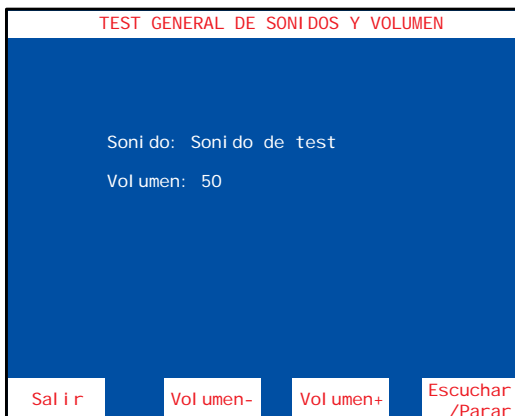 TEST GENERAL DE SONIDOS Y VOLUMEN
Sonido: Sonido de test
Volumen: 50
Salir
Volumen-
Volumen+
Escuchar
/Parar